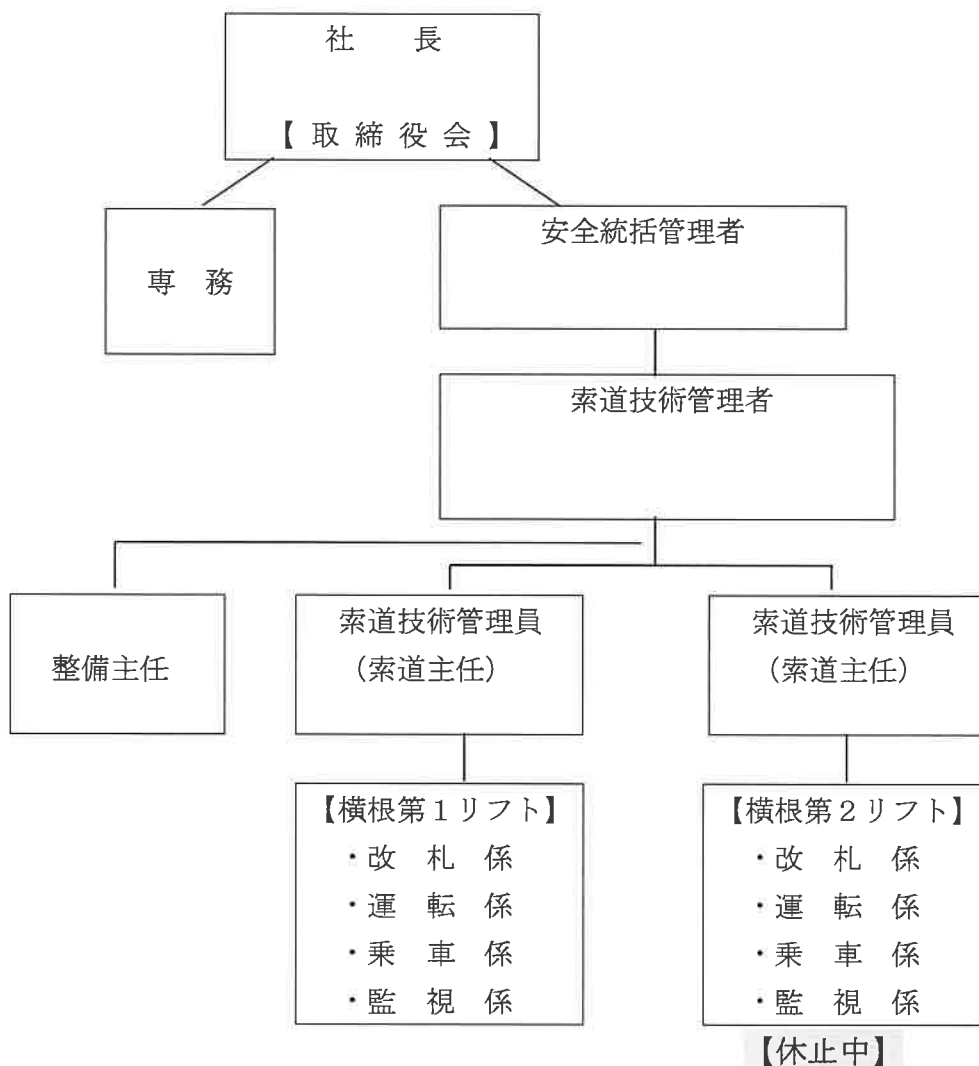 社　　長
【 取 締 役 会 】
専　務
安全統括管理者
索道技術管理者
整備主任
索道技術管理員
（索道主任）
索道技術管理員
（索道主任）
【横根第１リフト】
・改　札　係
・運　転　係
・乗　車　係
・監　視　係
【横根第２リフト】
・改　札　係
・運　転　係
・乗　車　係
・監　視　係
【休止中】